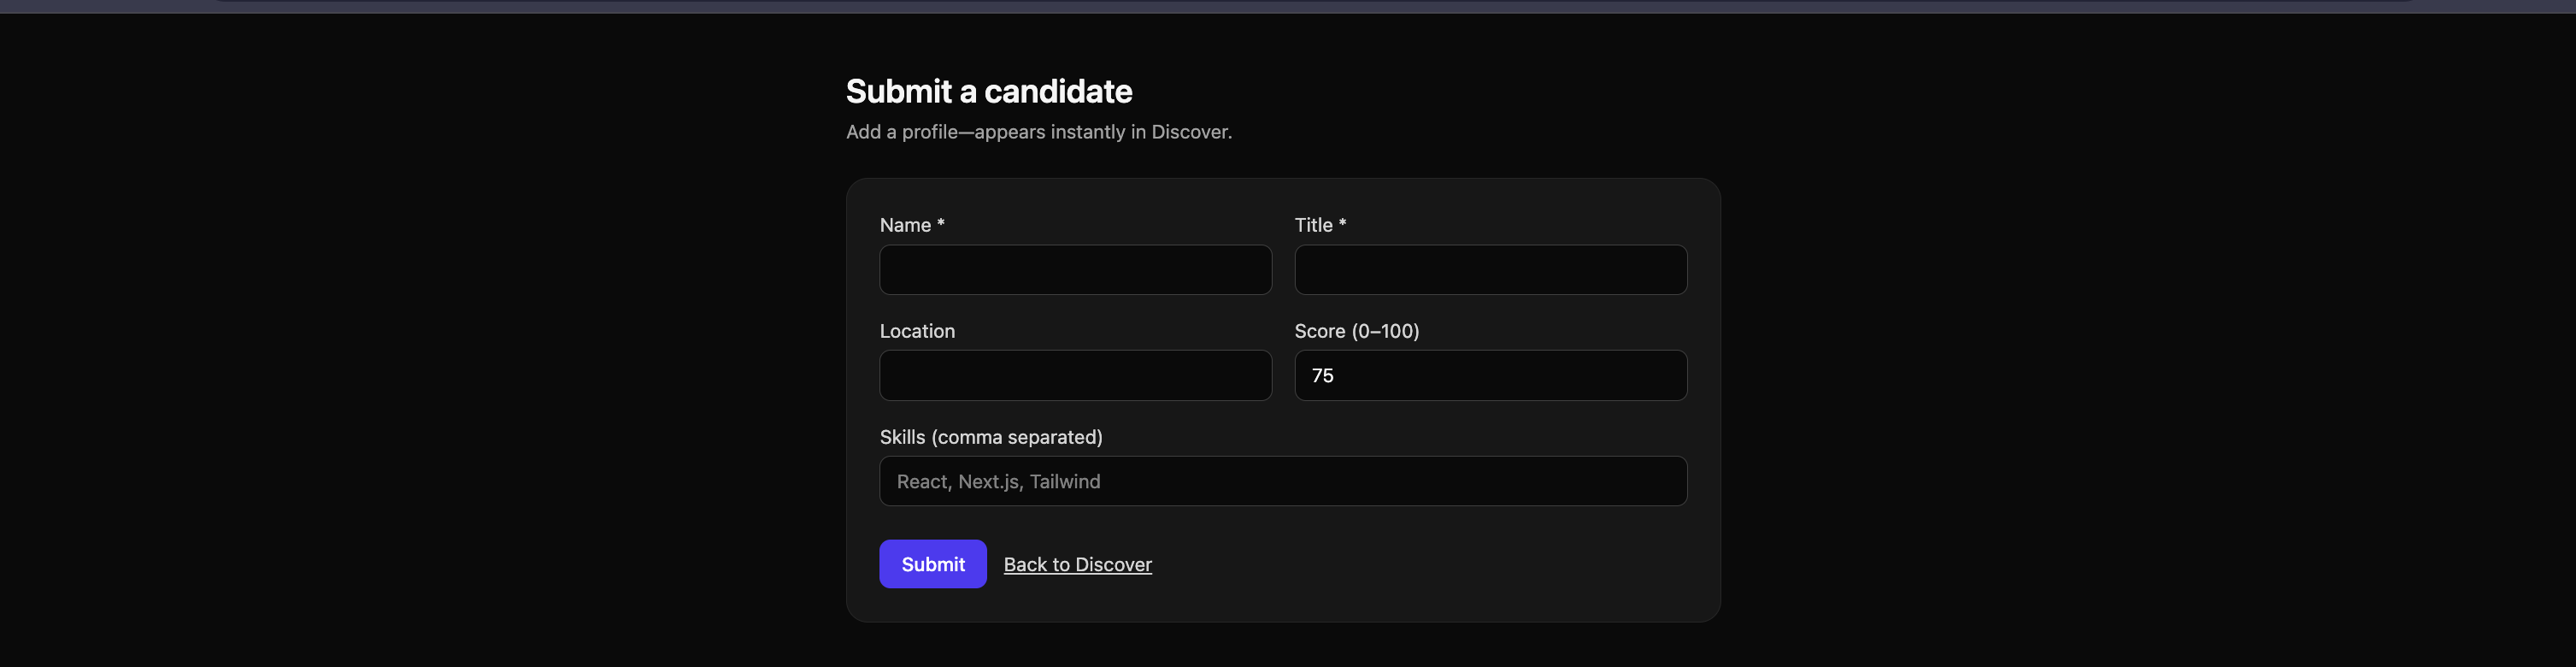 Submit a candidate
Add a profile—appears instantly in Discover.
Name *
Title *
Location
Score (0–100)
75
Skills (comma separated)
React, Next.js, Tailwind
Submit
Back to Discover